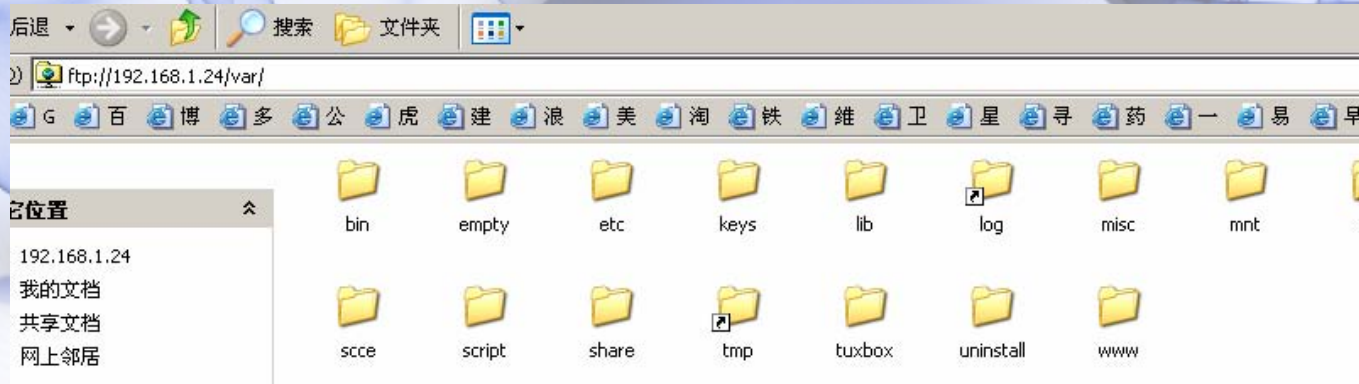 后退 搜索 文件夹
ftp://192.168.1.24/var/
G 百 博 多 公 虎 建 浪 美 淘 铁 維 卫 星 寻 药 一 易 早
它位置
192.168.1.24
我的文档
共享文档
网上邻居
bin empty etc keys lib log misc mnt
scce script share tmp tuxbox uninstall www